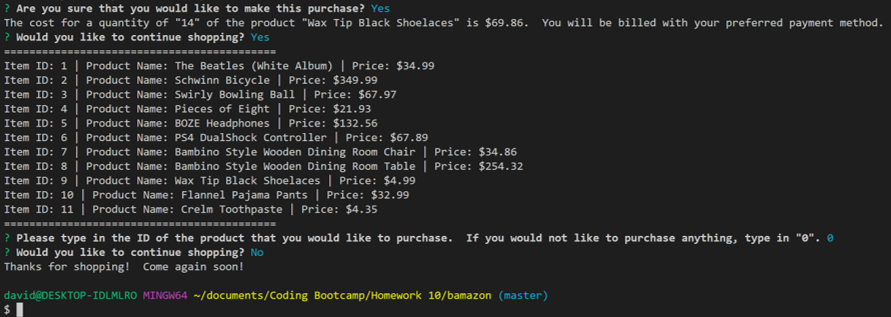 ? Are you sure that you would like to make this purchase? Yes
The cost for a quantity of "14" of the product "Wax Tip Black Shoelaces" is $69.86.  You will be billed with your preferred payment method.
? Would you like to continue shopping? Yes
==========================================
Item ID: 1 | Product Name: The Beatles (White Album) | Price: $34.99
Item ID: 2 | Product Name: Schwinn Bicycle | Price: $349.99
Item ID: 3 | Product Name: Swirly Bowling Ball | Price: $67.97
Item ID: 4 | Product Name: Pieces of Eight | Price: $21.93
Item ID: 5 | Product Name: BOZE Headphones | Price: $132.56
Item ID: 6 | Product Name: PS4 DualShock Controller | Price: $67.89
Item ID: 7 | Product Name: Bambino Style Wooden Dining Room Chair | Price: $34.86
Item ID: 8 | Product Name: Bambino Style Wooden Dining Room Table | Price: $254.32
Item ID: 9 | Product Name: Wax Tip Black Shoelaces | Price: $4.99
Item ID: 10 | Product Name: Flannel Pajama Pants | Price: $32.99
Item ID: 11 | Product Name: Crelm Toothpaste | Price: $4.35
==========================================
? Please type in the ID of the product that you would like to purchase.  If you would not like to purchase anything, type in "0". 0
? Would you like to continue shopping? No
Thanks for shopping!  Come again soon!
david@DESKTOP-IDLMLRO MINGW64 ~/documents/Coding Bootcamp/Homework 10/bamazon (master)
$